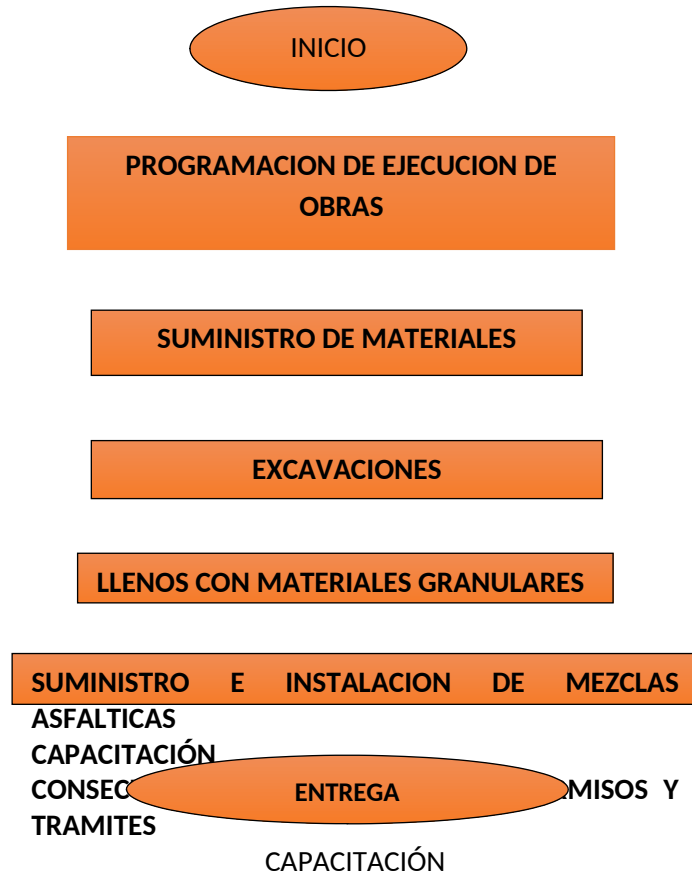 INICIO
PROGRAMACION DE EJECUCION DE
OBRAS
SUMINISTRO DE MATERIALES
EXCAVACIONES
LLENOS CON MATERIALES GRANULARES
SUMINISTRO E INSTALACION DE MEZCLAS
ASFALTICAS
CAPACITACIÓN
Y
TRAMITES
ENTREGA
CAPACITACIÓN